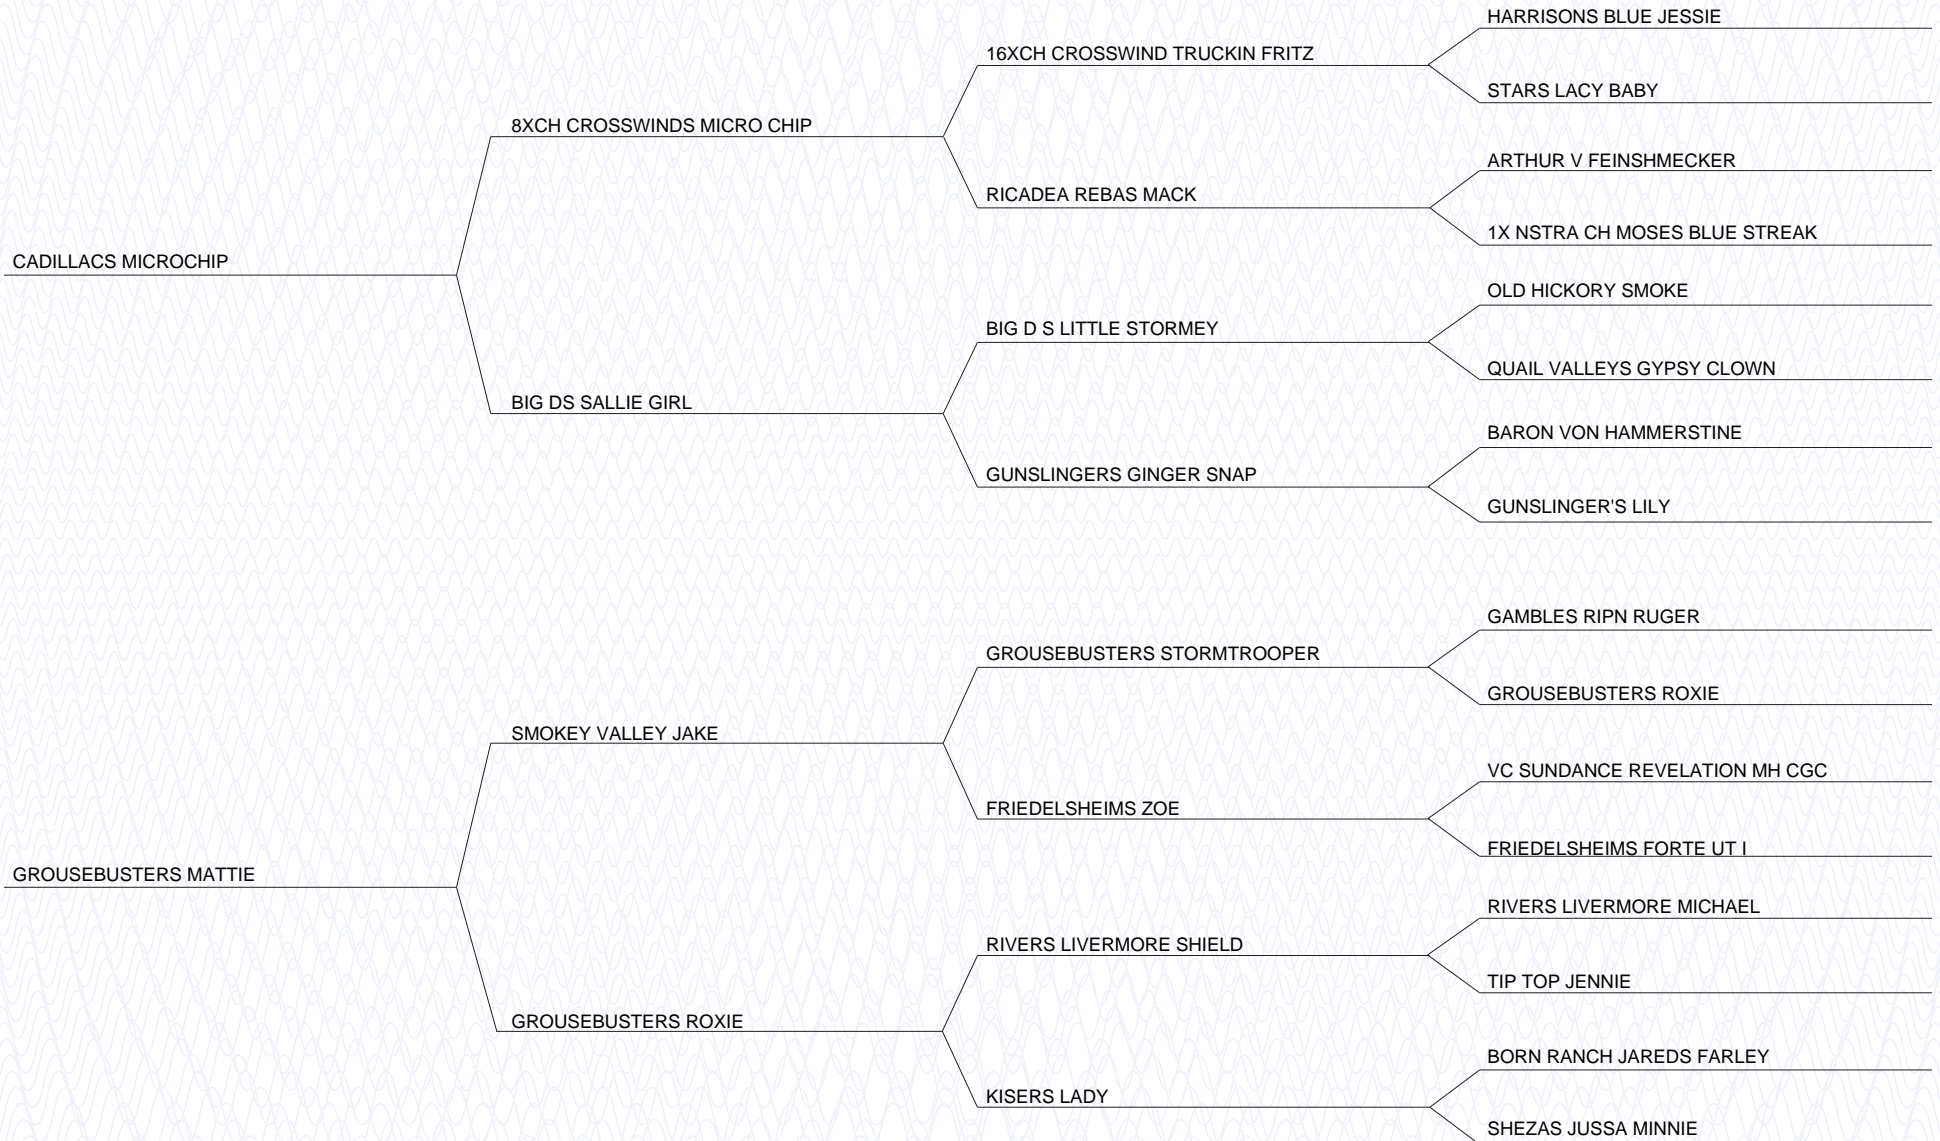 HARRISONS BLUE JESSIE
16XCH CROSSWIND TRUCKIN FRITZ
STARS LACY BABY
8XCH CROSSWINDS MICRO CHIP
ARTHUR V FEINSHMECKER
RICADEA REBAS MACK
1X NSTRA CH MOSES BLUE STREAK
CADILLACS MICROCHIP
OLD HICKORY SMOKE
BIG D S LITTLE STORMEY
QUAIL VALLEYS GYPSY CLOWN
BIG DS SALLIE GIRL
BARON VON HAMMERSTINE
GUNSLINGERS GINGER SNAP
GUNSLINGER'S LILY
GAMBLES RIPN RUGER
GROUSEBUSTERS STORMTROOPER
GROUSEBUSTERS ROXIE
SMOKEY VALLEY JAKE
VC SUNDANCE REVELATION MH CGC
FRIEDELSHEIMS ZOE
FRIEDELSHEIMS FORTE UT I
GROUSEBUSTERS MATTIE
RIVERS LIVERMORE MICHAEL
RIVERS LIVERMORE SHIELD
TIP TOP JENNIE
GROUSEBUSTERS ROXIE
BORN RANCH JAREDS FARLEY
KISERS LADY
SHEZAS JUSSA MINNIE